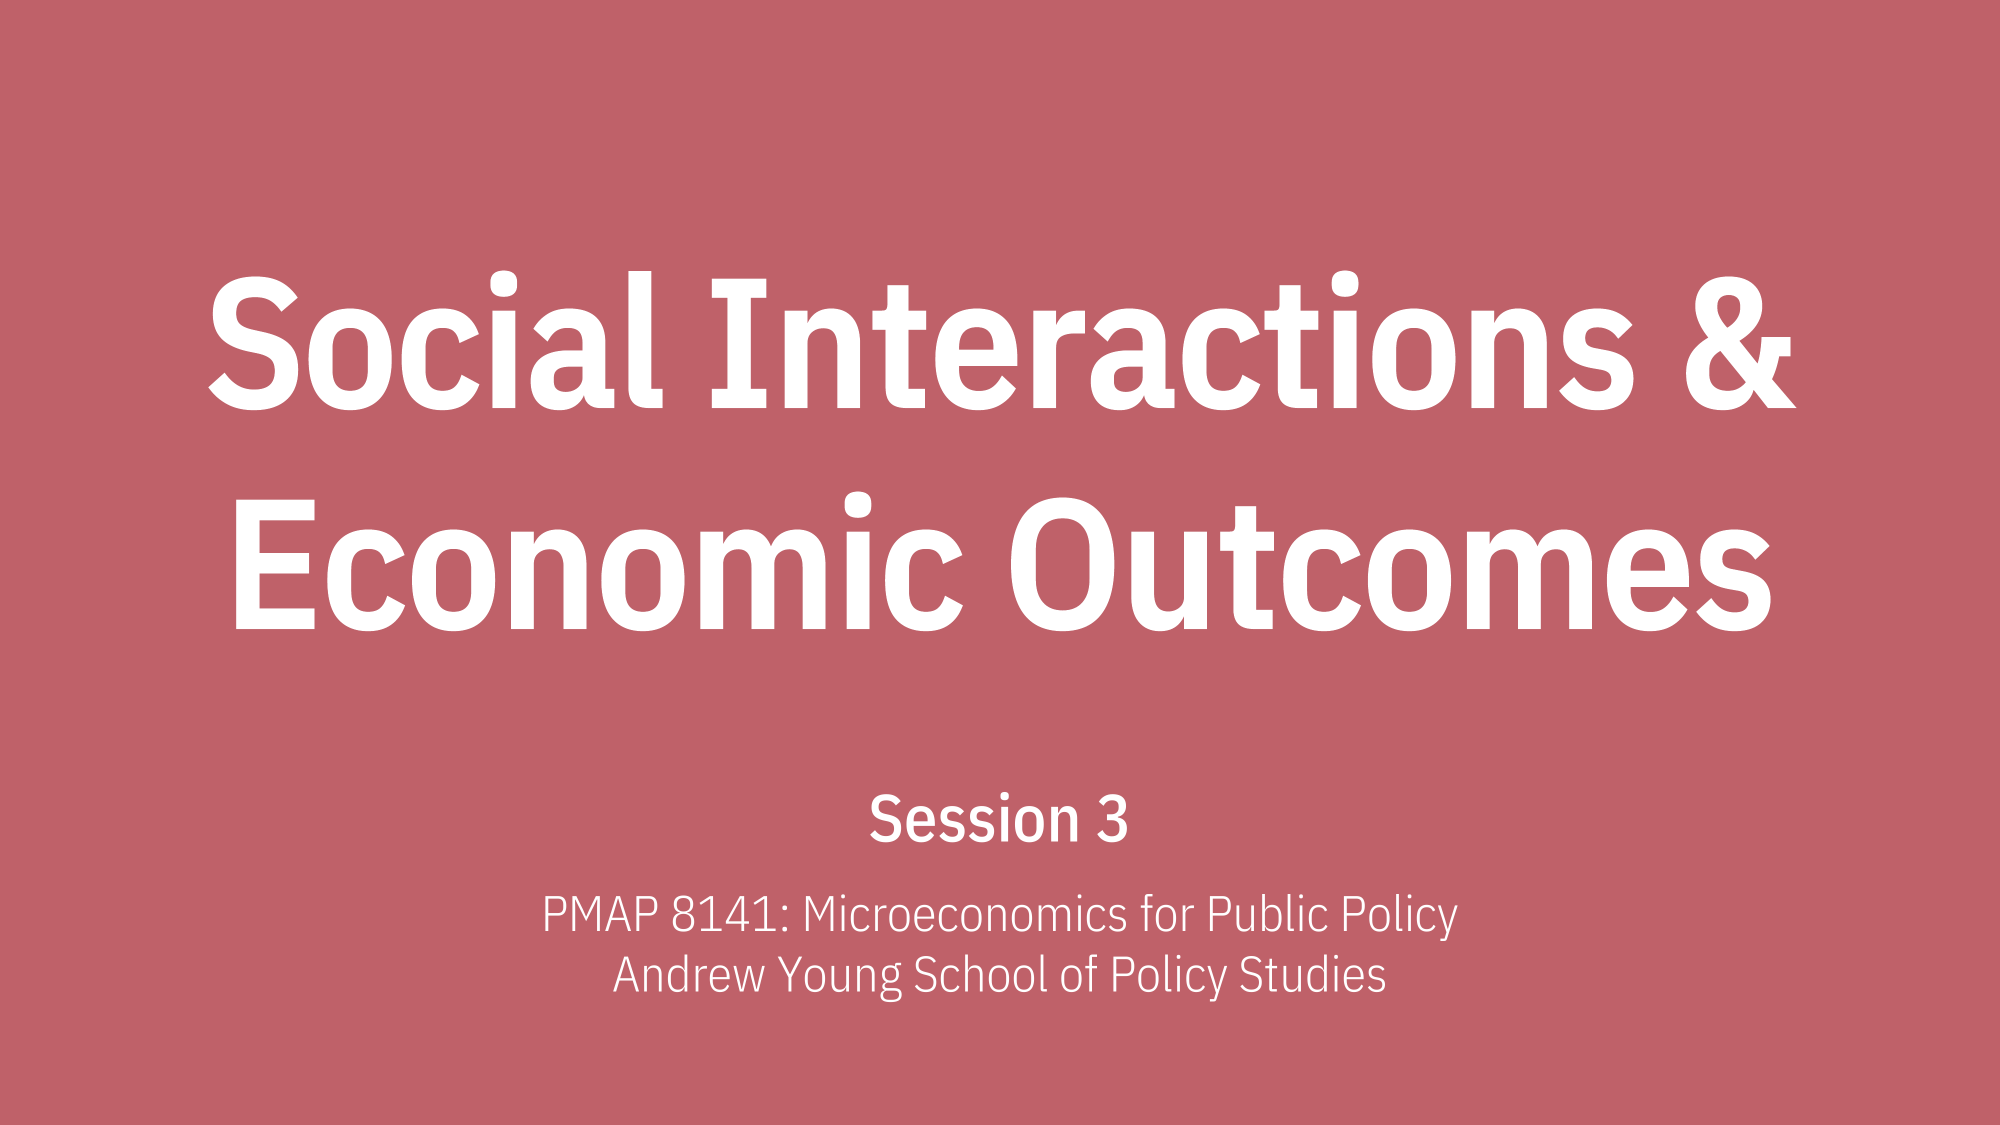 Social Interactions &
Economic Outcomes
Session 3
PMAP 8141: Microeconomics for Public Policy
Andrew Young School of Policy Studies